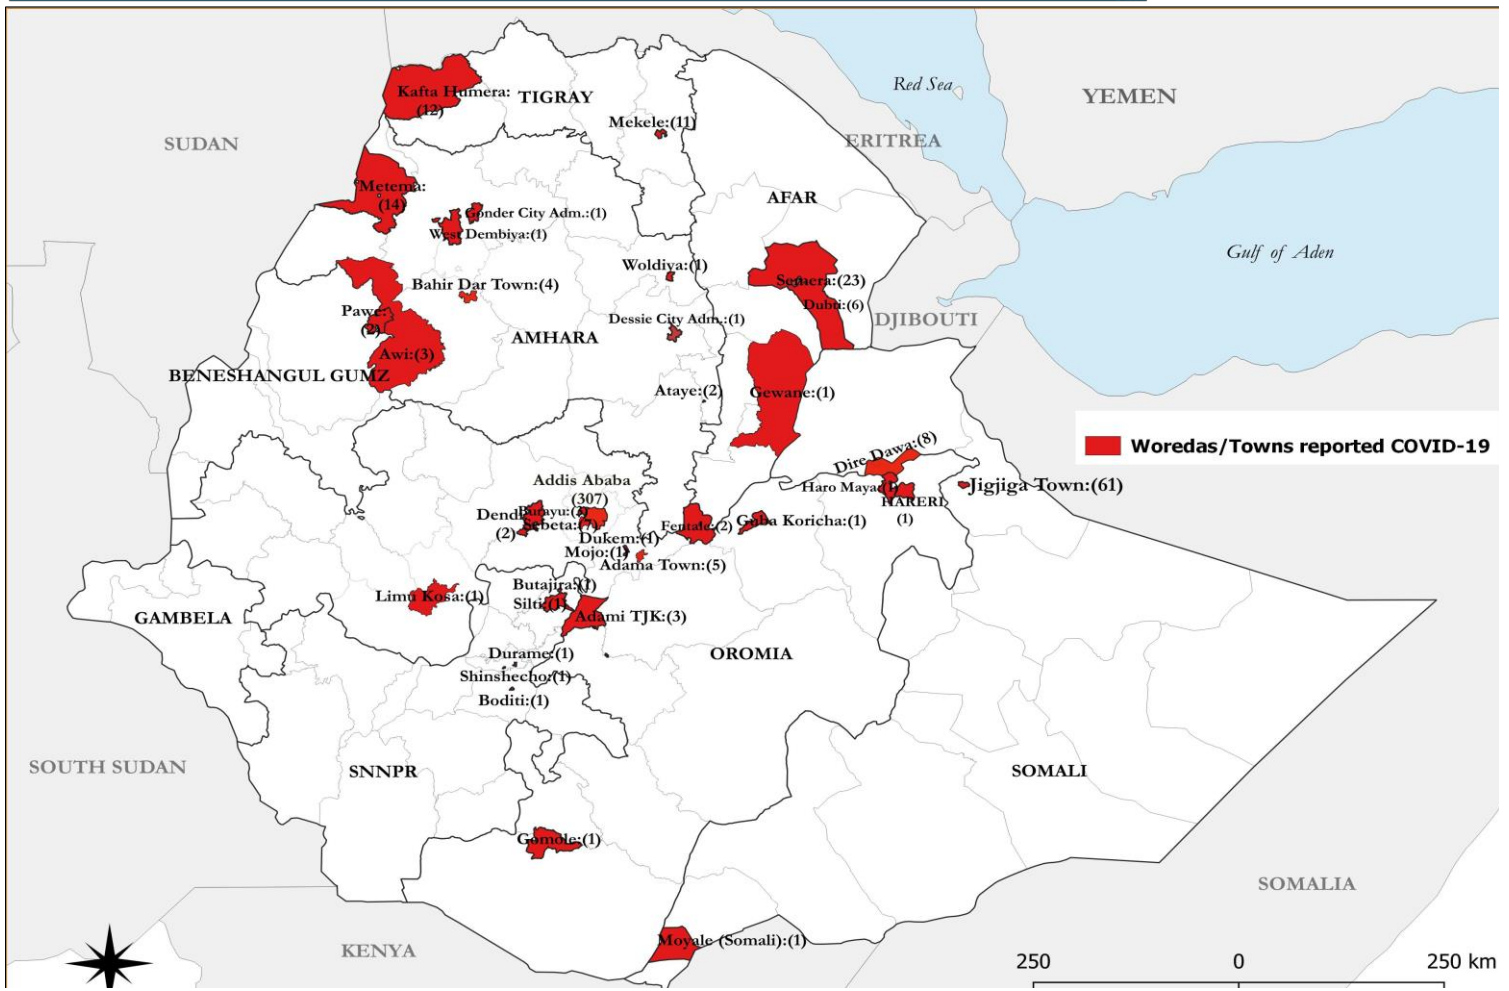 Red Sea
YEMEN
Kafta Humera:
(12)
TIGRAY
Mekele:(11)
SUDAN
ERITREA
Metema:
(14)
AFAR
Gonder City Adm.:(1)
West Dembiya:(1)
Gulf of Aden
Woldiya:(1)
Semera:(23)
Bahir Dar Town:(4)
Dubti:(6)
Pawe:
(2)
Dessie City Adm.:(1)
DJIBOUTI
AMHARA
Awi:(3)
BENESHANGUL GUMZ
Ataye:(2)
Gewane:(1)
Woredas/Towns reported COVID-19
Dire Dawa:(8)
Addis Ababa
(307)
Haro Maya:(1)
Jigjiga Town:(61)
HARERI
(1)
Dendi:
(2)
Burayu:(3)
Sebeta:(7)
Fentale:(2)
Guba Koricha:(1)
Dukem:(1)
Mojo:(1)
Adama Town:(5)
Butajira:(1)
Limu Kosa:(1)
Silti:(1)
Adami TJK:(3)
GAMBELA
Durame:(1)
OROMIA
Shinshecho:(1)
Boditi:(1)
SOUTH SUDAN
SNNPR
SOMALI
Gomole:(1)
SOMALIA
Moyale (Somali):(1)
KENYA
250 0 250 km